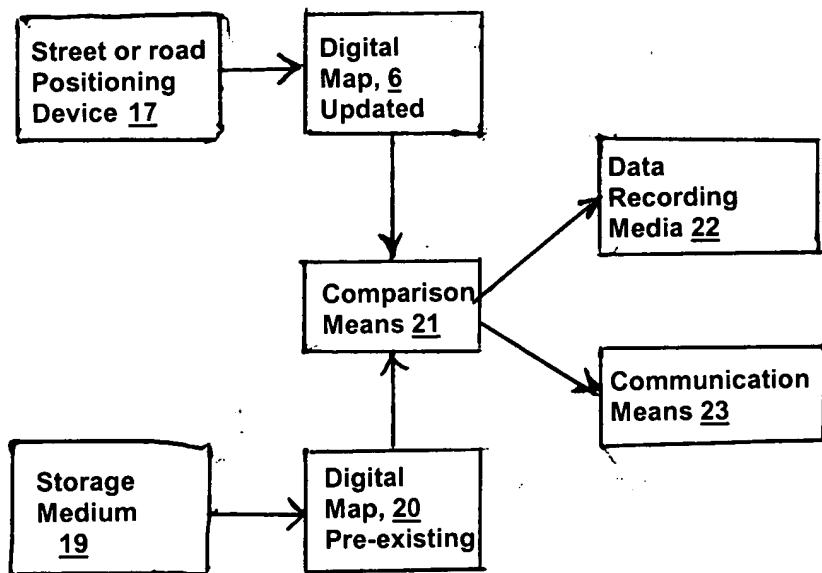 Street or road
Positioning
Device 17
Digital
Map, 6
Updated
Data
Recording
Media 22
Comparison
Means 21
Communication
Means 23
Storage
Medium
19
Digital
Map, 20
Pre-existing